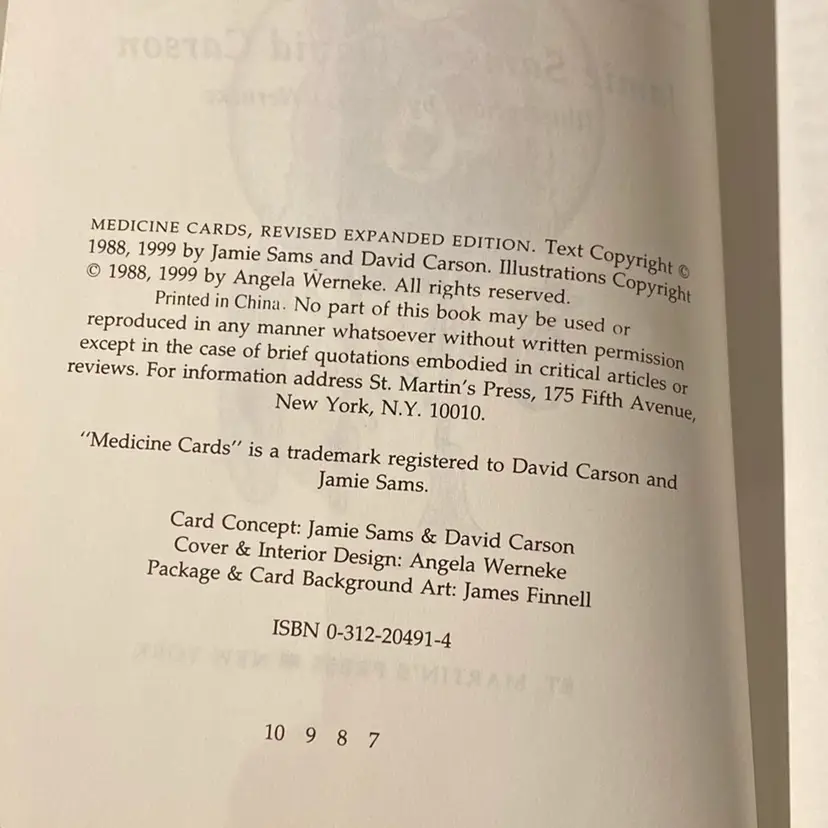 MEDICINE CARDS, REVISED EXPANDED EDITION. Text Copyright ©
1988, 1999 by Jamie Sams and David Carson. Illustrations Copyright
© 1988, 1999 by Angela Werneke. All rights reserved.
Printed in China. No part of this book may be used or
reproduced in any manner whatsoever without written permission
except in the case of brief quotations embodied in critical articles or
reviews. For information address St. Martin's Press, 175 Fifth Avenue,
New York, N.Y. 10010.
"Medicine Cards" is a trademark registered to David Carson and
Jamie Sams.
Card Concept: Jamie Sams & David Carson
Cover & Interior Design: Angela Werneke
Package & Card Background Art: James Finnell
ISBN 0-312-20491-4
10 9 8 7